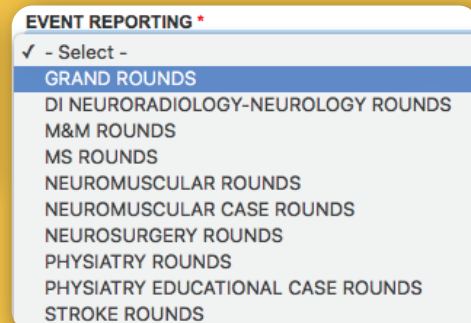 EVENT REPORTING *
✓ - Select -
GRAND ROUNDS
DI NEURORADIOLOGY-NEUROLOGY ROUNDS
M&M ROUNDS
MS ROUNDS
NEUROMUSCULAR ROUNDS
NEUROMUSCULAR CASE ROUNDS
NEUROSURGERY ROUNDS
PHYSIATRY ROUNDS
PHYSIATRY EDUCATIONAL CASE ROUNDS
STROKE ROUNDS